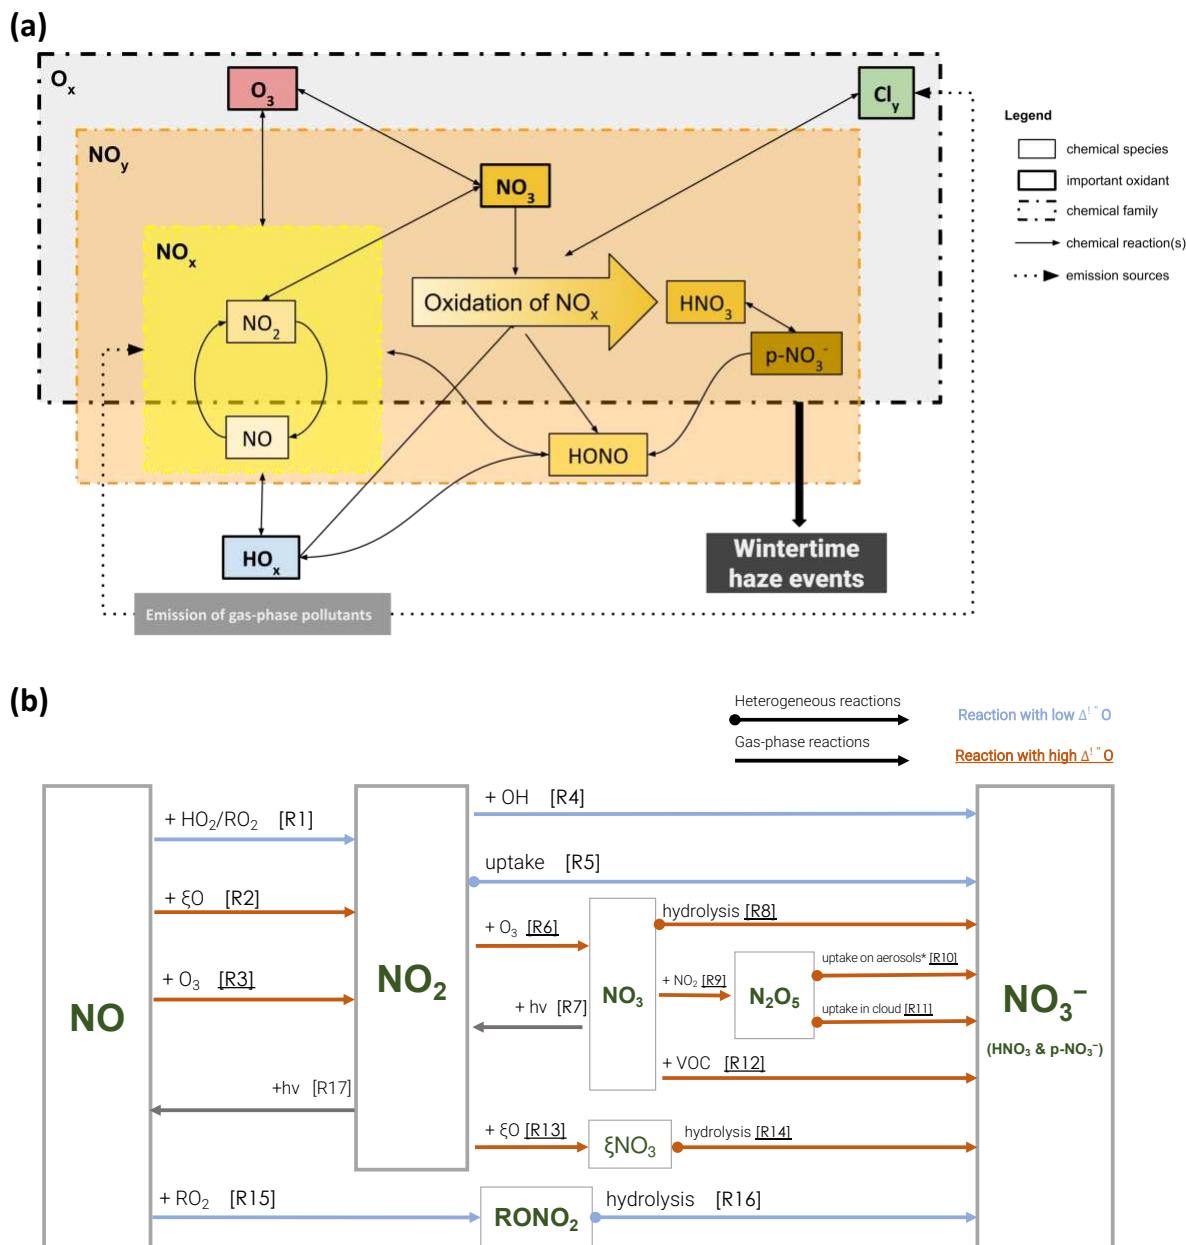 (a)
Oₓ
O₃
Clᵧ
Legend
chemical species
important oxidant
chemical family
chemical reaction(s)
emission sources
NOᵧ
NO₃
NOₓ
Oxidation of NOₓ
HNO₃
NO₂
p-NO₃⁻
NO
HONO
HOₓ
Wintertime
haze events
Emission of gas-phase pollutants
(b)
Heterogeneous reactions
Reaction with low Δ!"O
Gas-phase reactions
Reaction with high Δ!"O
+ HO₂/RO₂ [R1]
+ OH [R4]
uptake [R5]
+ ξO [R2]
hydrolysis [R8]
+ O₃ [R6]
+ O₃ [R3]
uptake on aerosols* [R10]
+ NO₂ [R9]
NO
NO₂
NO₃
N₂O₅
NO₃⁻
(HNO₃ & p-NO₃⁻)
+ hv [R7]
uptake in cloud [R11]
+ VOC [R12]
+hv [R17]
+ ξO [R13]
ξNO₃
hydrolysis [R14]
+ RO₂ [R15]
RONO₂
hydrolysis [R16]